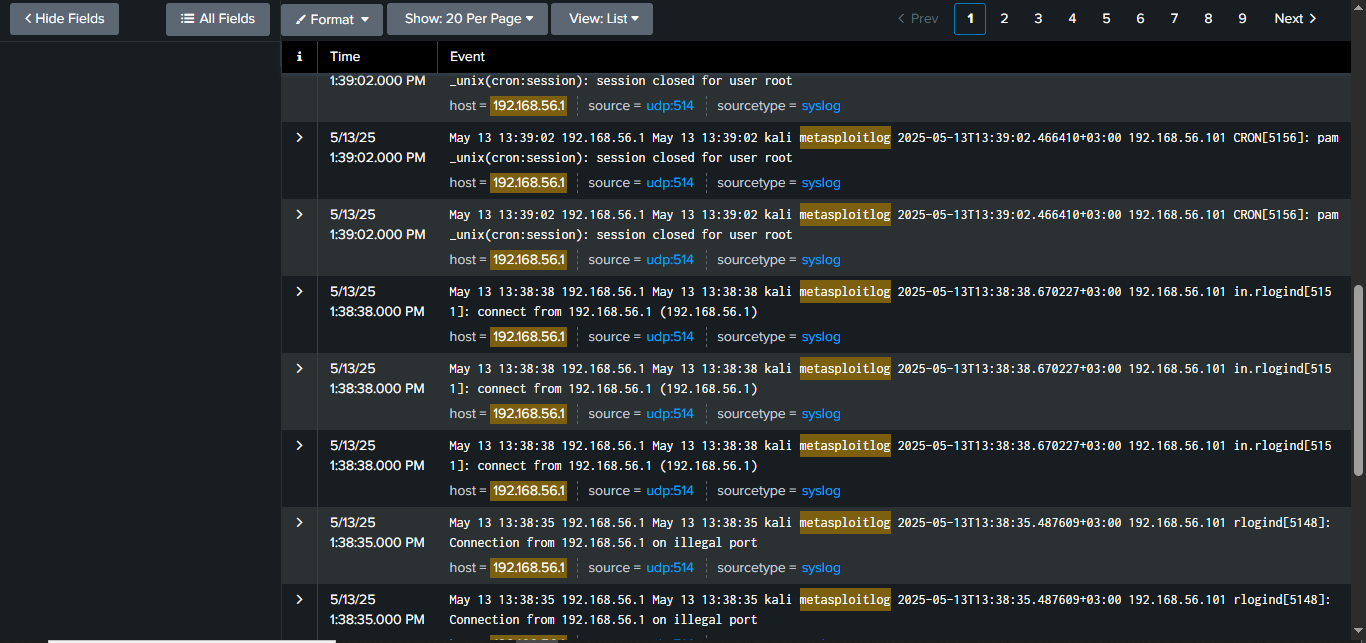 Hide Fields
All Fields
Format
Show: 20 Per Page
View: List
Prev
1 2 3 4 5 6 7 8 9 Next
i Time Event
1:39:02.000 PM _unix(cron:session): session closed for user root
host = 192.168.56.1 source = udp:514 sourcetype = syslog
5/13/25 May 13 13:39:02 192.168.56.1 May 13 13:39:02 kali metasploitlog 2025-05-13T13:39:02.466410+03:00 192.168.56.101 CRON[5156]: pam
1:39:02.000 PM _unix(cron:session): session closed for user root
host = 192.168.56.1 source = udp:514 sourcetype = syslog
5/13/25 May 13 13:39:02 192.168.56.1 May 13 13:39:02 kali metasploitlog 2025-05-13T13:39:02.466410+03:00 192.168.56.101 CRON[5156]: pam
1:39:02.000 PM _unix(cron:session): session closed for user root
host = 192.168.56.1 source = udp:514 sourcetype = syslog
5/13/25 May 13 13:38:38 192.168.56.1 May 13 13:38:38 kali metasploitlog 2025-05-13T13:38:38.670227+03:00 192.168.56.101 in.rlogind[515
1:38:38.000 PM 1]: connect from 192.168.56.1 (192.168.56.1)
host = 192.168.56.1 source = udp:514 sourcetype = syslog
5/13/25 May 13 13:38:38 192.168.56.1 May 13 13:38:38 kali metasploitlog 2025-05-13T13:38:38.670227+03:00 192.168.56.101 in.rlogind[515
1:38:38.000 PM 1]: connect from 192.168.56.1 (192.168.56.1)
host = 192.168.56.1 source = udp:514 sourcetype = syslog
5/13/25 May 13 13:38:38 192.168.56.1 May 13 13:38:38 kali metasploitlog 2025-05-13T13:38:38.670227+03:00 192.168.56.101 in.rlogind[515
1:38:38.000 PM 1]: connect from 192.168.56.1 (192.168.56.1)
host = 192.168.56.1 source = udp:514 sourcetype = syslog
5/13/25 May 13 13:38:35 192.168.56.1 May 13 13:38:35 kali metasploitlog 2025-05-13T13:38:35.487609+03:00 192.168.56.101 rlogind[5148]:
1:38:35.000 PM Connection from 192.168.56.1 on illegal port
host = 192.168.56.1 source = udp:514 sourcetype = syslog
5/13/25 May 13 13:38:35 192.168.56.1 May 13 13:38:35 kali metasploitlog 2025-05-13T13:38:35.487609+03:00 192.168.56.101 rlogind[5148]:
1:38:35.000 PM Connection from 192.168.56.1 on illegal port